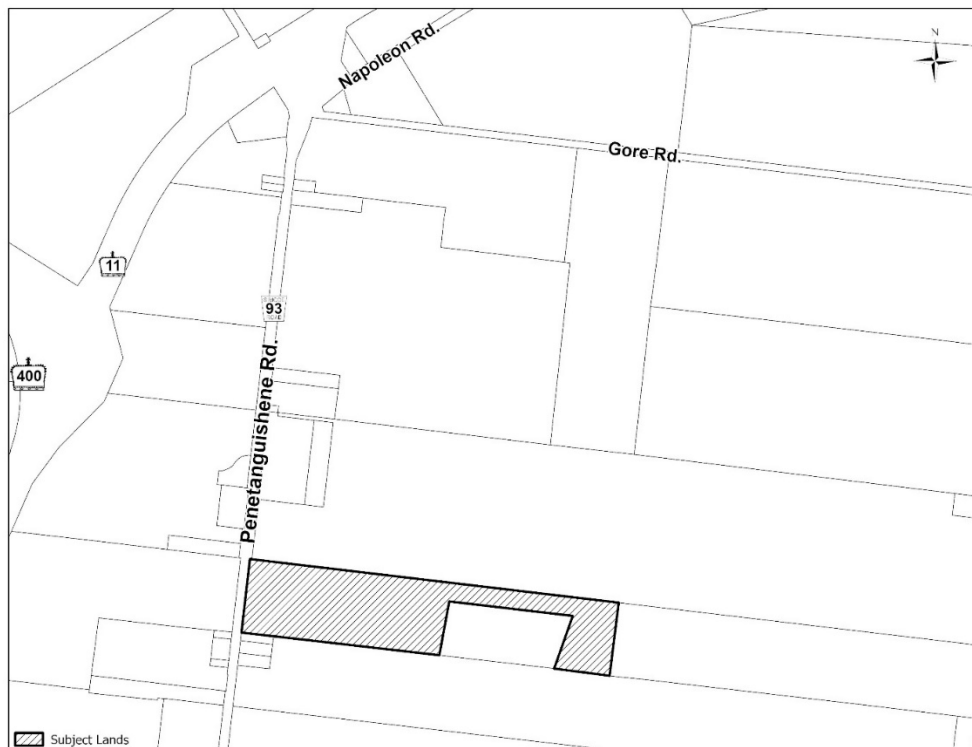 N
Napoleon Rd.
Gore Rd.
11
93
400
Penetanguishene Rd.
Subject Lands